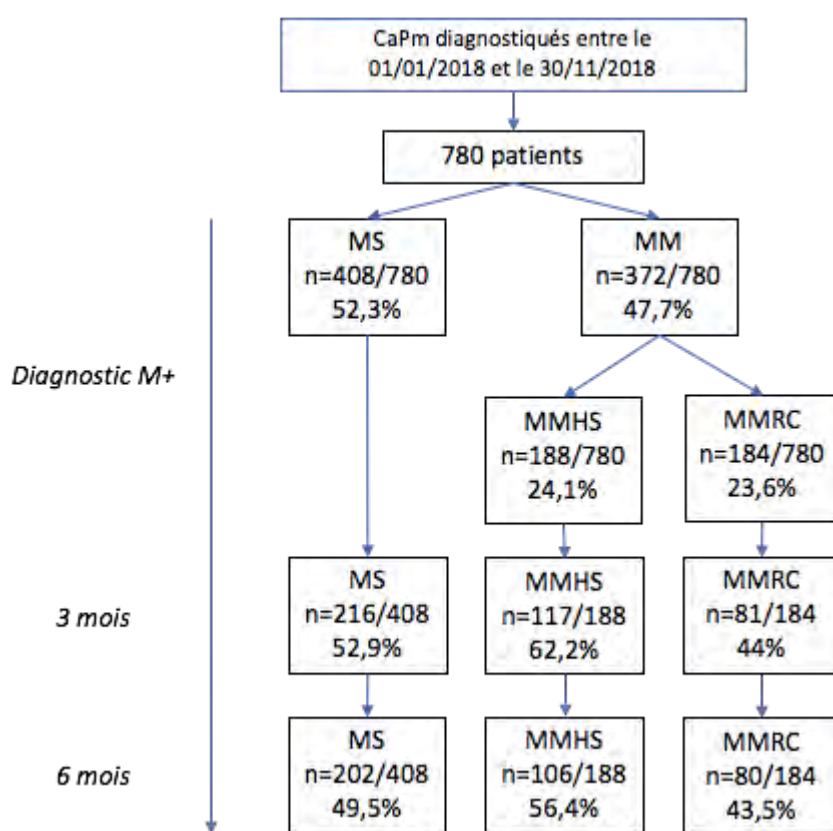 CaPm diagnostiqués entre le
01/01/2018 et le 30/11/2018
780 patients
MS
n=408/780
52,3%
MM
n=372/780
47,7%
Diagnostic M+
MMHS
n=188/780
24,1%
MMRC
n=184/780
23,6%
3 mois
MS
n=216/408
52,9%
MMHS
n=117/188
62,2%
MMRC
n=81/184
44%
6 mois
MS
n=202/408
49,5%
MMHS
n=106/188
56,4%
MMRC
n=80/184
43,5%